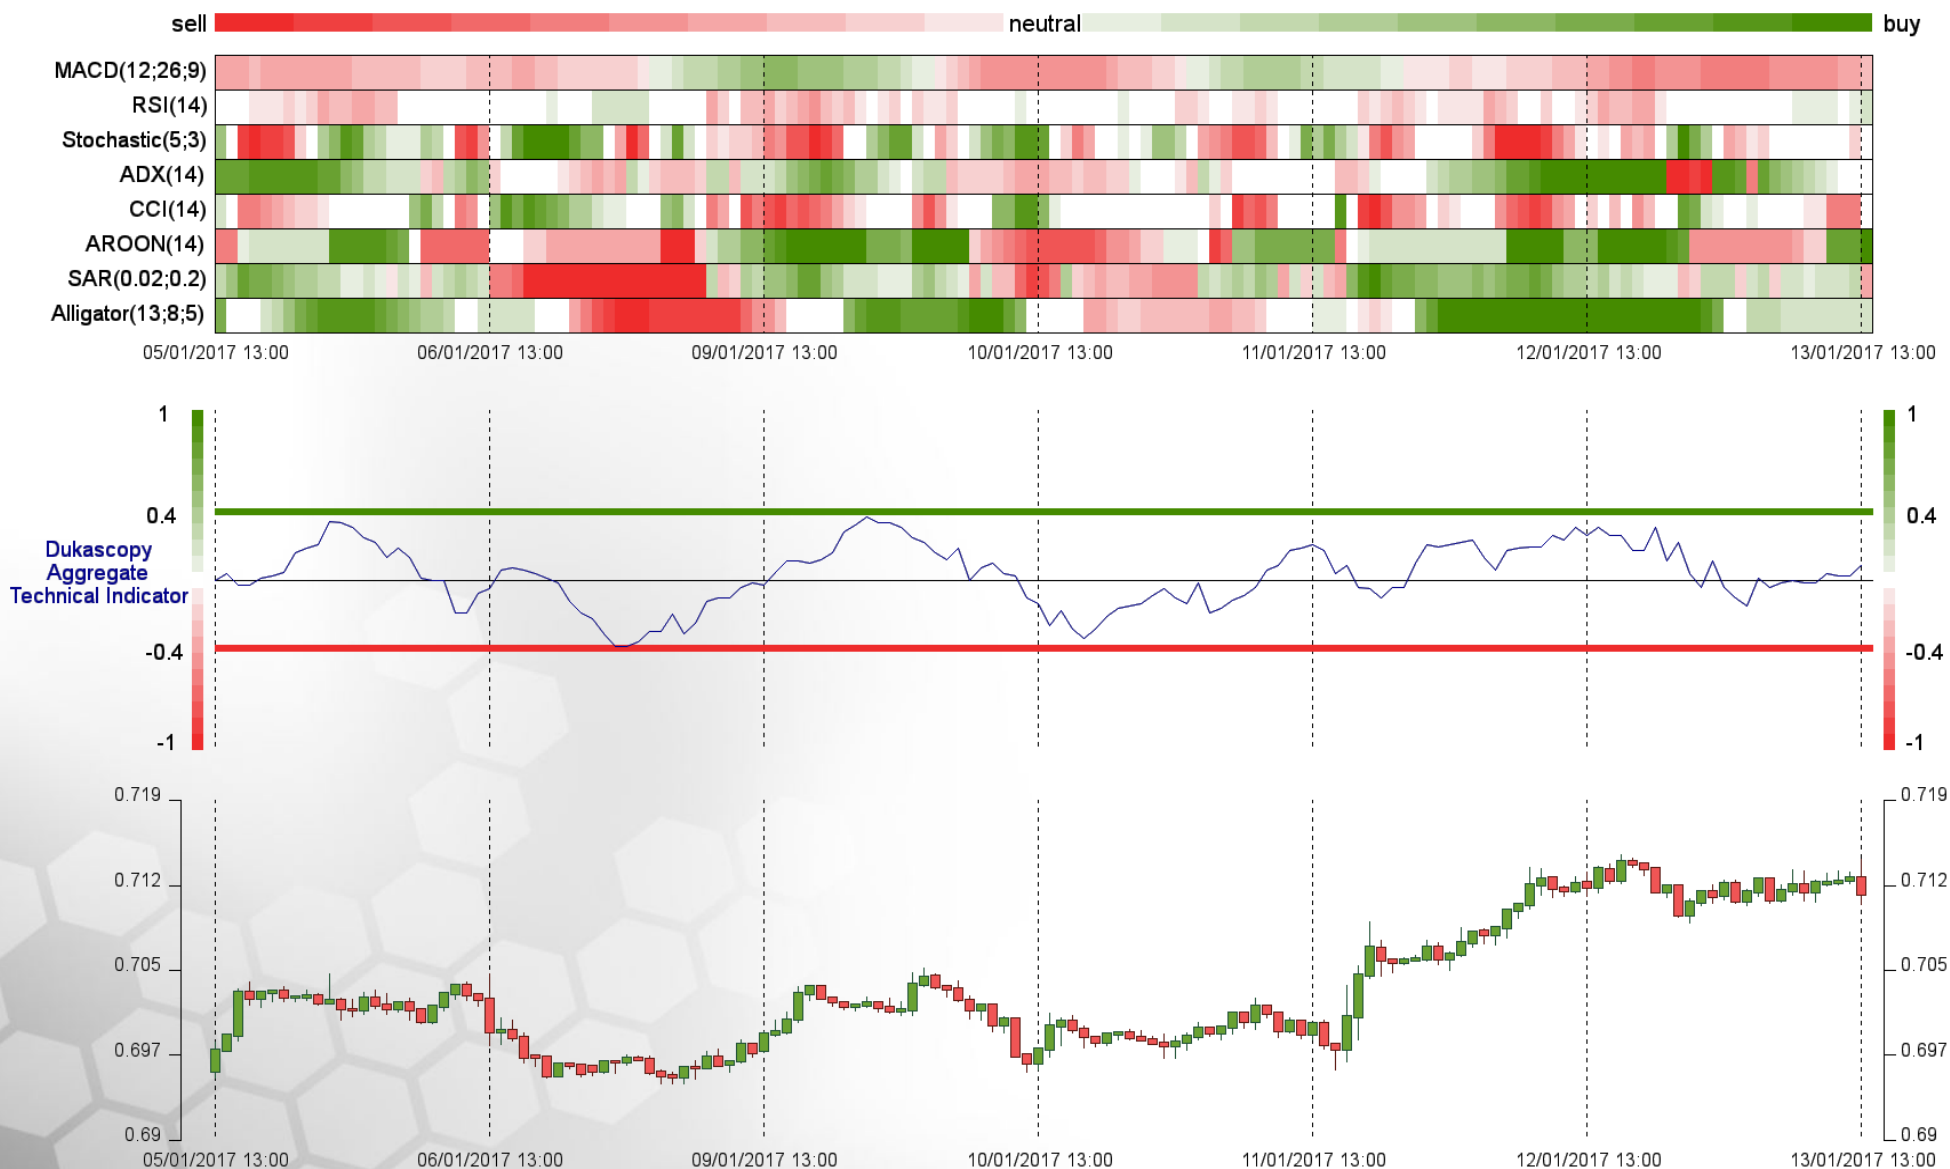 sell neutral buy
MACD(12;26;9)
RSI(14)
Stochastic(5;3)
ADX(14)
CCI(14)
AROON(14)
SAR(0.02;0.2)
Alligator(13;8;5)
05/01/2017 13:00 06/01/2017 13:00 09/01/2017 13:00 10/01/2017 13:00 11/01/2017 13:00 12/01/2017 13:00 13/01/2017 13:00
1 1
0.4 0.4
Dukascopy
Aggregate
Technical Indicator
-0.4 -0.4
-1 -1
0.719 0.719
0.712 0.712
0.705 0.705
0.697 0.697
0.69 0.69
05/01/2017 13:00 06/01/2017 13:00 09/01/2017 13:00 10/01/2017 13:00 11/01/2017 13:00 12/01/2017 13:00 13/01/2017 13:00